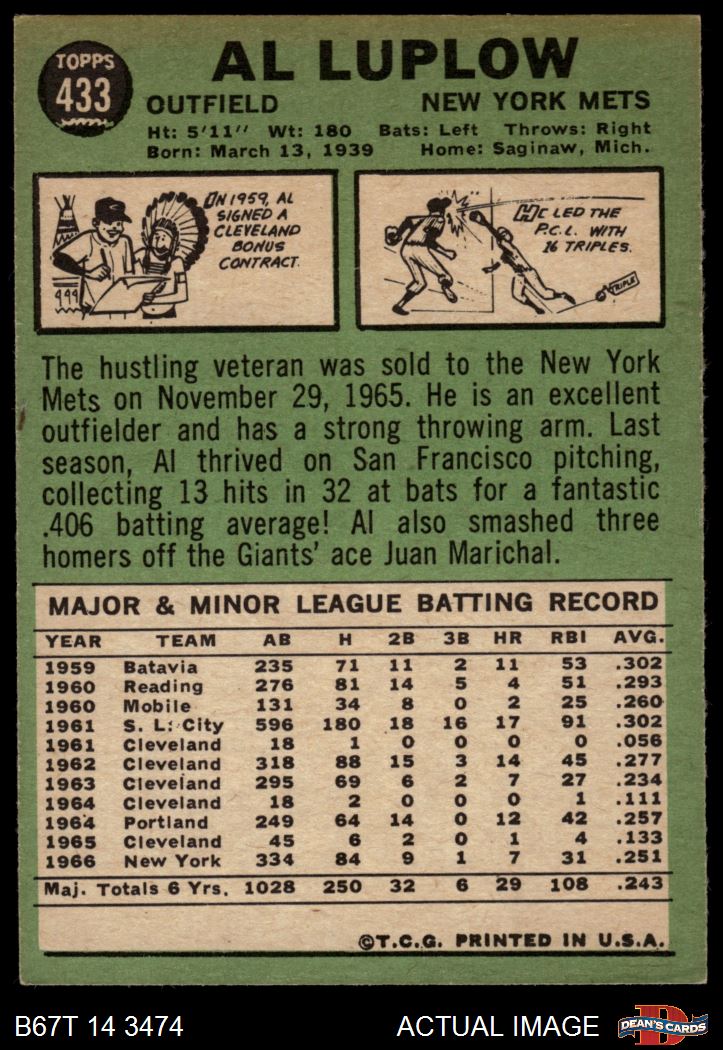 TOPPS
433
AL LUPLOW
OUTFIELD NEW YORK METS
Ht: 5'11" Wt: 180 Bats: Left Throws: Right
Born: March 13, 1939 Home: Saginaw, Mich.
IN 1959, AL
SIGNED A
CLEVELAND
BONUS
CONTRACT.
HE LED THE
P.C.L. WITH
16 TRIPLES.
TRIPLE
The hustling veteran was sold to the New York
Mets on November 29, 1965. He is an excellent
outfielder and has a strong throwing arm. Last
season, Al thrived on San Francisco pitching,
collecting 13 hits in 32 at bats for a fantastic
.406 batting average! Al also smashed three
homers off the Giants' ace Juan Marichal.
MAJOR & MINOR LEAGUE BATTING RECORD
YEAR TEAM AB H 2B 3B HR RBI AVG.
1959 Batavia 235 71 11 2 11 53 .302
1960 Reading 276 81 14 5 4 51 .293
1960 Mobile 131 34 8 0 2 25 .260
1961 S. L. City 596 180 18 16 17 91 .302
1961 Cleveland 18 1 0 0 0 0 .056
1962 Cleveland 318 88 15 3 14 45 .277
1963 Cleveland 295 69 6 2 7 27 .234
1964 Cleveland 18 2 0 0 0 1 .111
1964 Portland 249 64 14 0 12 42 .257
1965 Cleveland 45 6 2 0 1 4 .133
1966 New York 334 84 9 1 7 31 .251
Maj. Totals 6 Yrs. 1028 250 32 6 29 108 .243
©T.C.G. PRINTED IN U.S.A.
B67T 14 3474 ACTUAL IMAGE DEAN'S CARDS